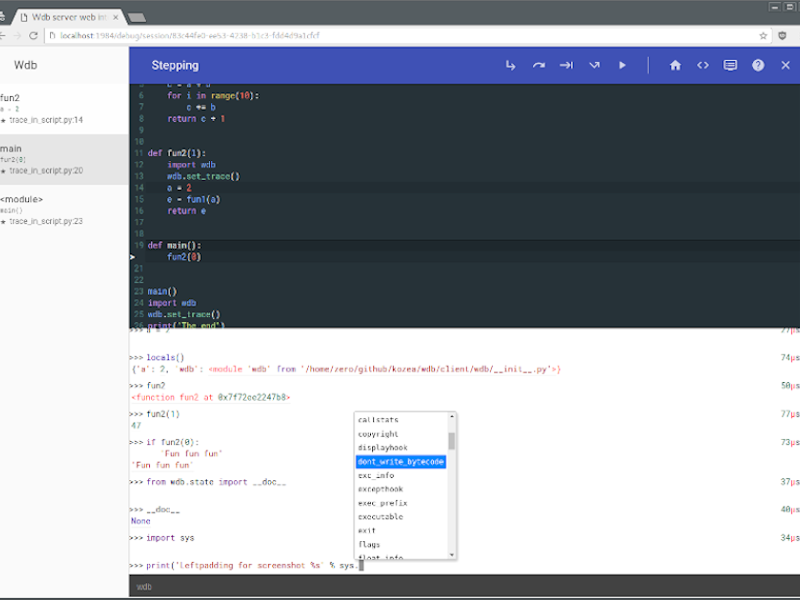 Wdb server web in
localhost:1984/debug/session/
Wdb
Stepping
fun2
a = 2
trace_in_script.py:14
main
fun2(0)
trace_in_script.py:20
<module>
main()
trace_in_script.py:23
6 for i in range(10):
7 c += b
8 return c + 1
9
10
11 def fun2(1):
12 import wdb
13 wdb.set_trace()
14 a = 2
15 e = fun1(a)
16 return e
17
18
19 def main():
fun2(0)
21
22
23 main()
24 import wdb
25 wdb.set_trace()
26 print('The end')
77µs
>>> locals()
74µs
{'a': 2, 'wdb': <module 'wdb' from '/home/zero/github/kozea/wdb/client/wdb/__init__.py'>}
>>> fun2
50µs
<function fun2 at 0x7f72ee2247b8>
>>> fun2(1)
77µs
47
>>> if fun2(0):
73µs
'Fun fun fun'
'Fun fun fun'
>>> from wdb.state import __doc__
37µs
>>> __doc__
40µs
None
>>> import sys
34µs
>>> print('Leftpadding for screenshot %s' % sys.
callstats
copyright
displayhook
dont_write_bytecode
exc_info
excepthook
exec_prefix
executable
exit
flags
float_info
wdb